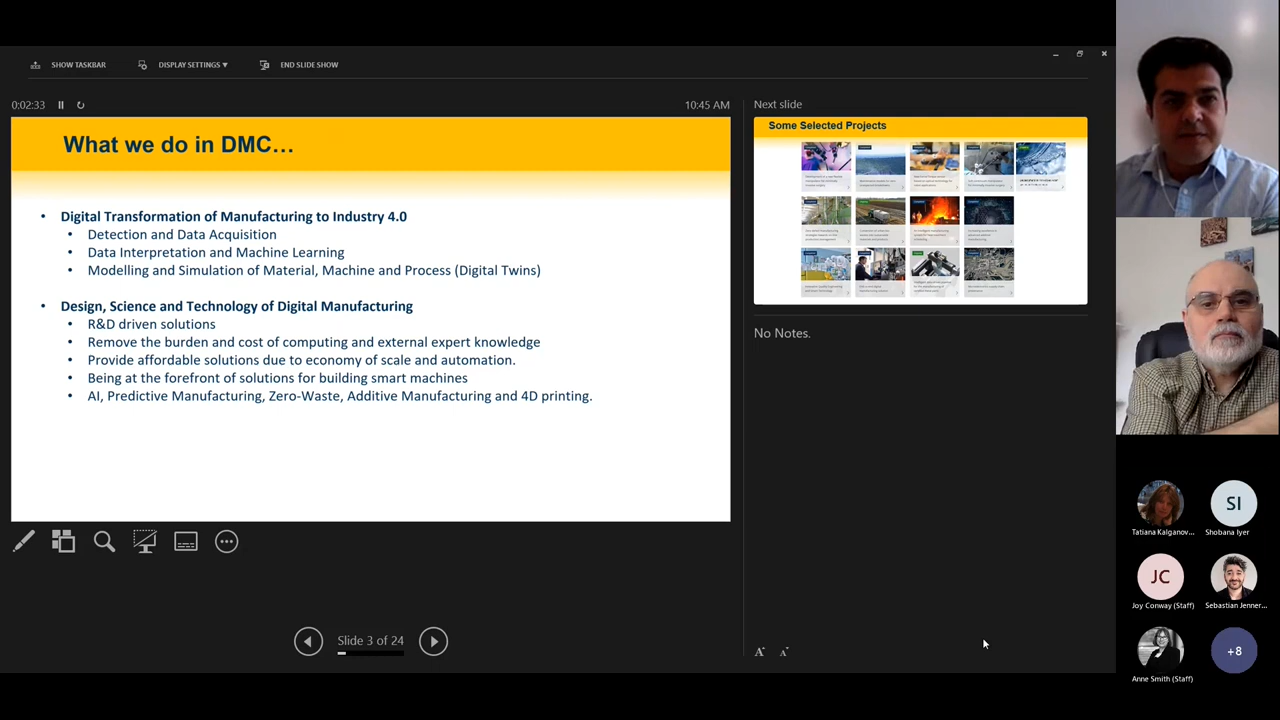 SHOW TASKBAR
DISPLAY SETTINGS ▼
END SLIDE SHOW
0:02:33
10:45 AM
What we do in DMC…
• Digital Transformation of Manufacturing to Industry 4.0
• Detection and Data Acquisition
• Data Interpretation and Machine Learning
• Modelling and Simulation of Material, Machine and Process (Digital Twins)
• Design, Science and Technology of Digital Manufacturing
• R&D driven solutions
• Remove the burden and cost of computing and external expert knowledge
• Provide affordable solutions due to economy of scale and automation.
• Being at the forefront of solutions for building smart machines
• AI, Predictive Manufacturing, Zero-Waste, Additive Manufacturing and 4D printing.
Slide 3 of 24
Next slide
Some Selected Projects
No Notes.
A
A
Tatiana Kalganov...
SI
Shobana Iyer
JC
Joy Conway (Staff)
Sebastian Jenner...
Anne Smith (Staff)
+8